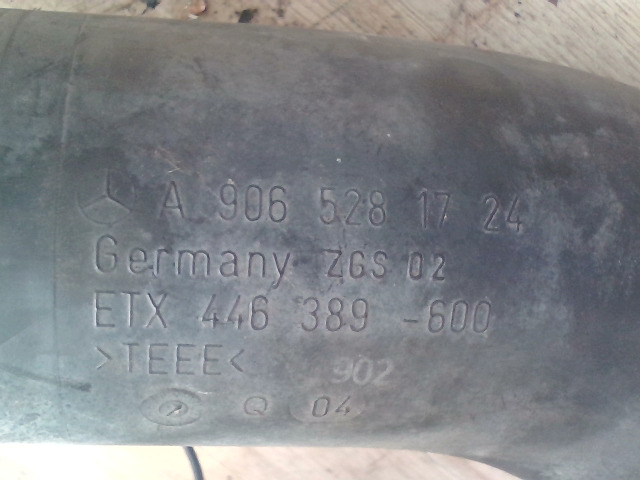 A 906 528 17 24
Germany ZGS 02
ETX 446 389 -600
>TEEE< 902
Q 04